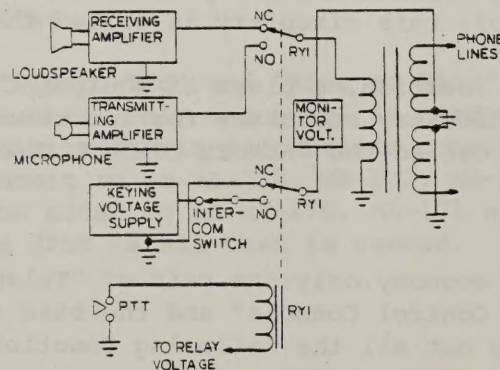 RECEIVING
AMPLIFIER
LOUDSPEAKER
NC
NO
RY1
TRANSMITT-
ING
AMPLIFIER
MICROPHONE
PHONE
LINES
MONI-
TOR
VOLT.
KEYING
VOLTAGE
SUPPLY
NC
NO
RY1
INTER-
COM
SWITCH
PTT
RY1
TO RELAY
VOLTAGE